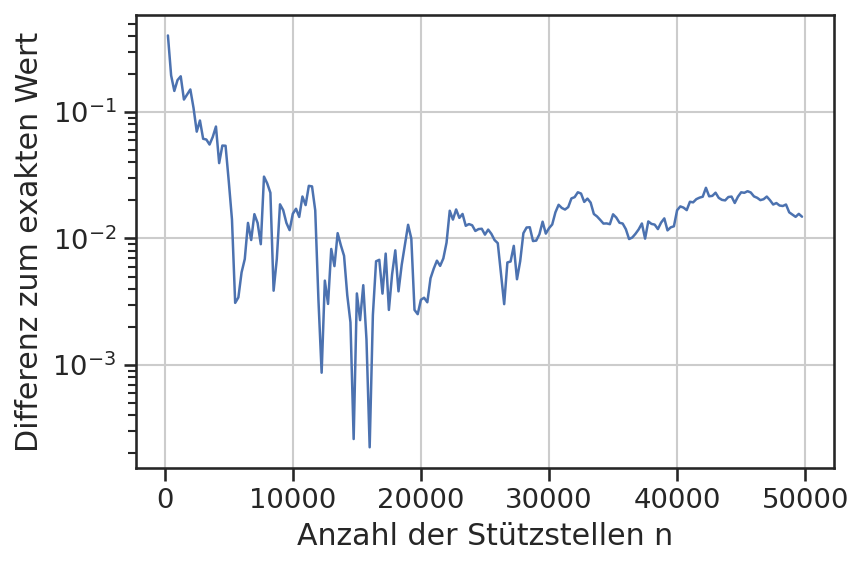 Differenz zum exakten Wert
10⁻¹
10⁻²
10⁻³
0 10000 20000 30000 40000 50000
Anzahl der Stützstellen n